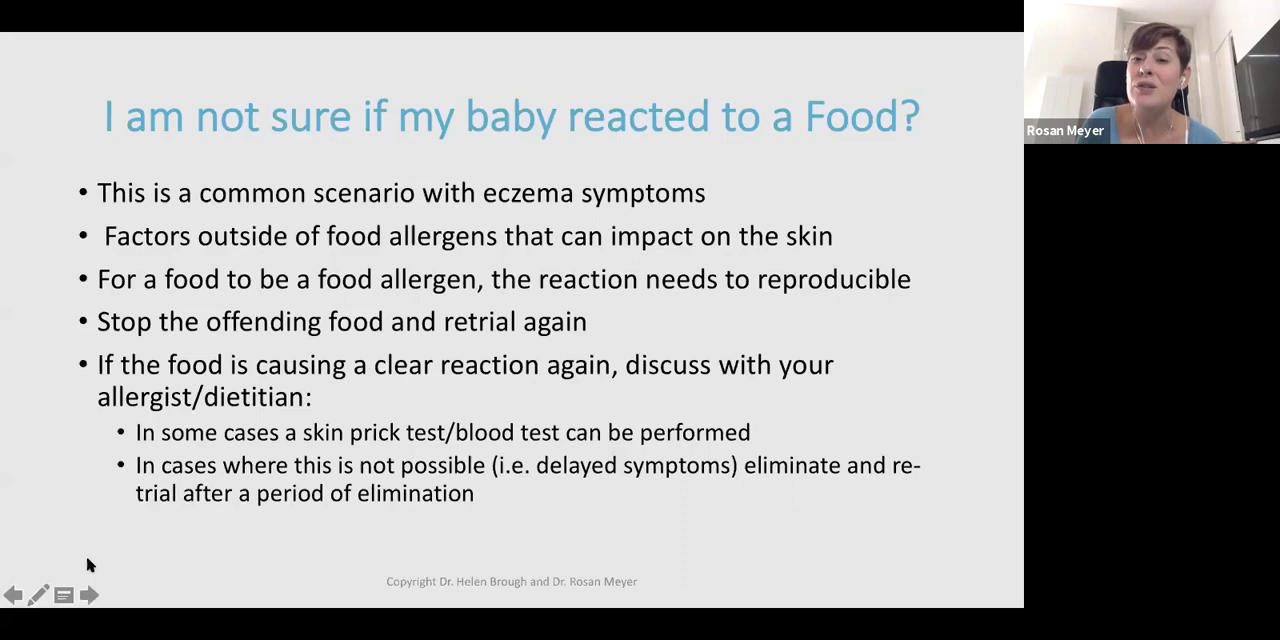 I am not sure if my baby reacted to a Food?
• This is a common scenario with eczema symptoms
• Factors outside of food allergens that can impact on the skin
• For a food to be a food allergen, the reaction needs to reproducible
• Stop the offending food and retrial again
• If the food is causing a clear reaction again, discuss with your
allergist/dietitian:
• In some cases a skin prick test/blood test can be performed
• In cases where this is not possible (i.e. delayed symptoms) eliminate and re-
trial after a period of elimination
Copyright Dr. Helen Brough and Dr. Rosan Meyer
Rosan Meyer